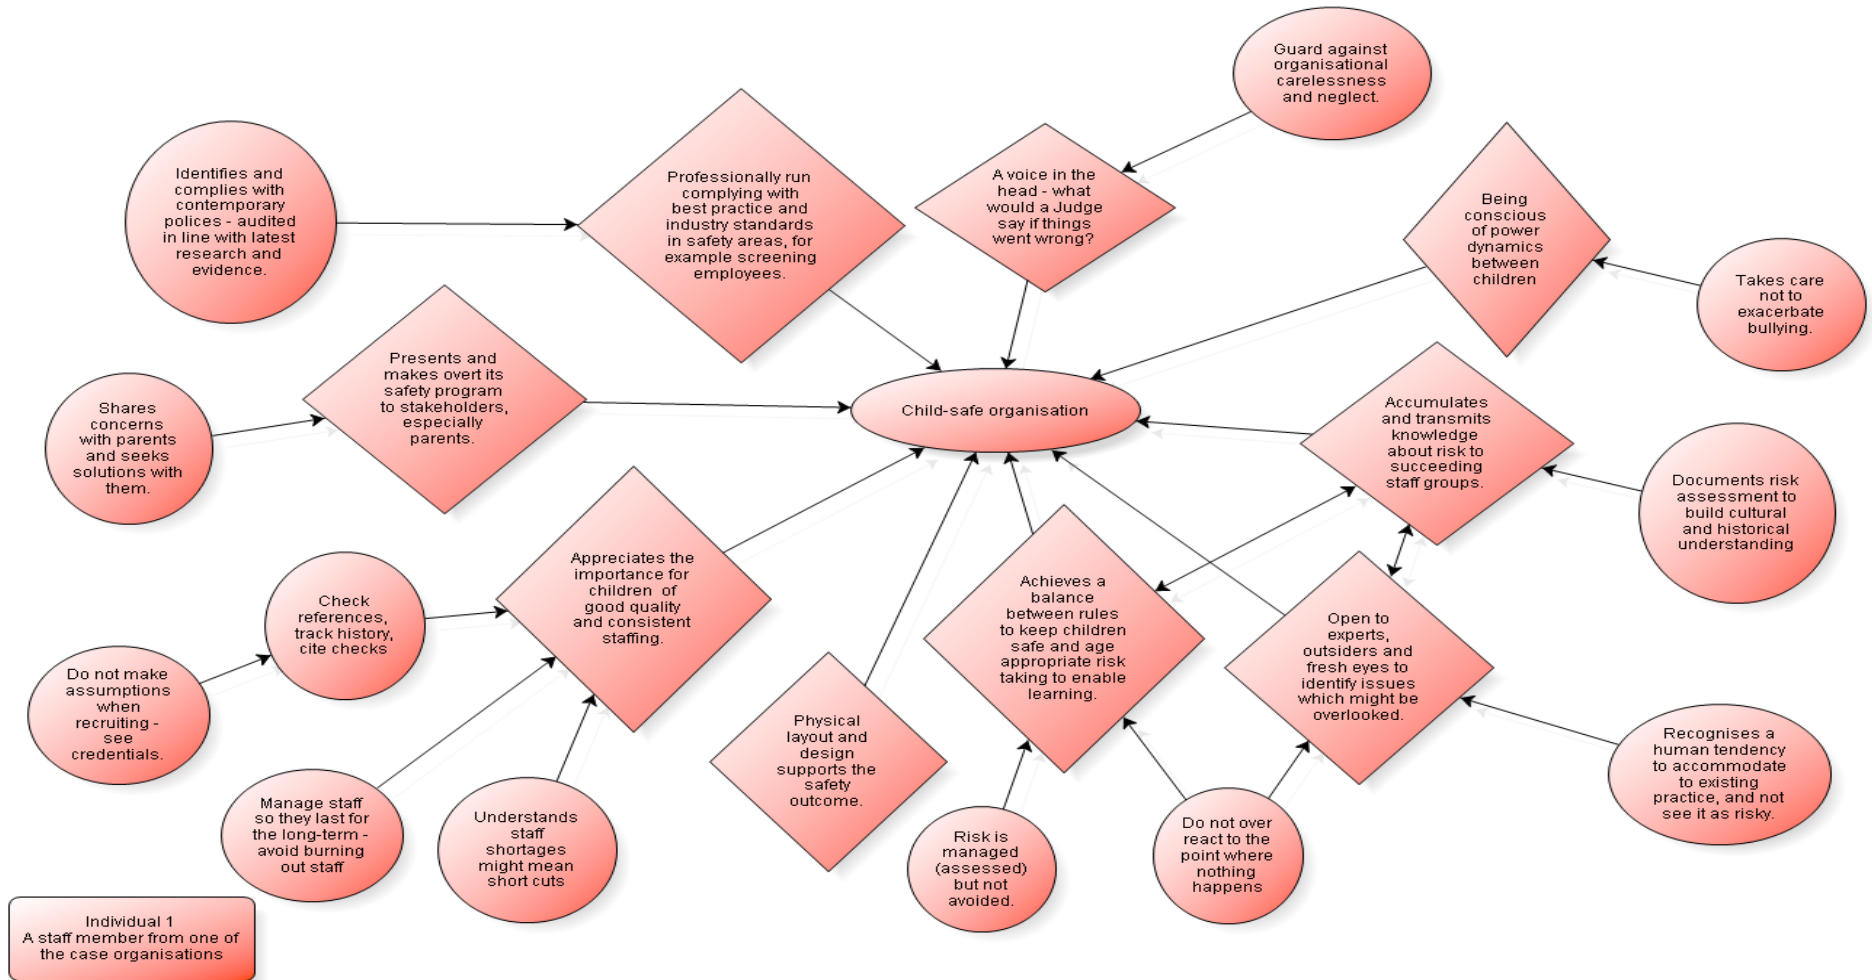 Guard against
organisational
carelessness
and neglect.
Identifies and
complies with
contemporary
polices - audited
in line with latest
research and
evidence.
Professionally run
complying with
best practice and
industry standards
in safety areas, for
example screening
employees.
A voice in the
head - what
would a Judge
say if things
went wrong?
Being
conscious
of power
dynamics
between
children
Takes care
not to
exacerbate
bullying.
Shares
concerns
with parents
and seeks
solutions with
them.
Presents and
makes overt its
safety program
to stakeholders,
especially
parents.
Child-safe organisation
Accumulates
and transmits
knowledge
about risk to
succeeding
staff groups.
Documents risk
assessment to
build cultural
and historical
understanding
Appreciates the
importance for
children of
good quality
and consistent
staffing.
Check
references,
track history,
cite checks
Do not make
assumptions
when
recruiting -
see
credentials.
Achieves a
balance
between rules
to keep children
safe and age
appropriate risk
taking to enable
learning.
Open to
experts,
outsiders and
fresh eyes to
identify issues
which might be
overlooked.
Physical
layout and
design
supports the
safety
outcome.
Recognises a
human tendency
to accommodate
to existing
practice, and not
see it as risky.
Manage staff
so they last for
the long-term -
avoid burning
out staff
Understands
staff
shortages
might mean
short cuts
Risk is
managed
(assessed)
but not
avoided.
Do not over
react to the
point where
nothing
happens
Individual 1
A staff member from one of
the case organisations